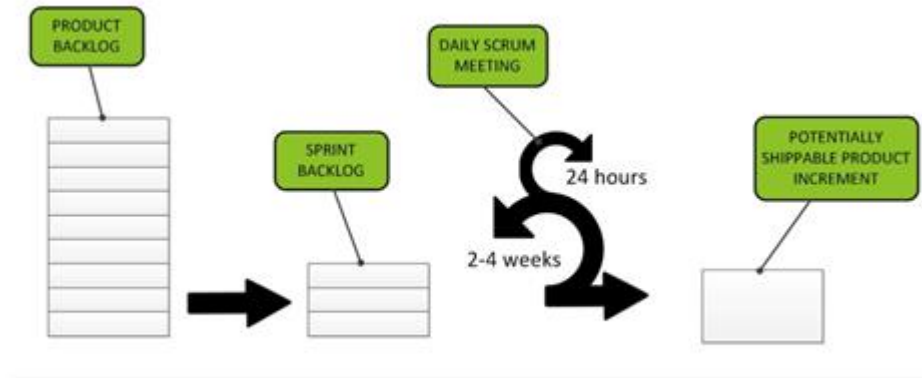 PRODUCT
BACKLOG
SPRINT
BACKLOG
DAILY SCRUM
MEETING
24 hours
2-4 weeks
POTENTIALLY
SHIPPABLE PRODUCT
INCREMENT